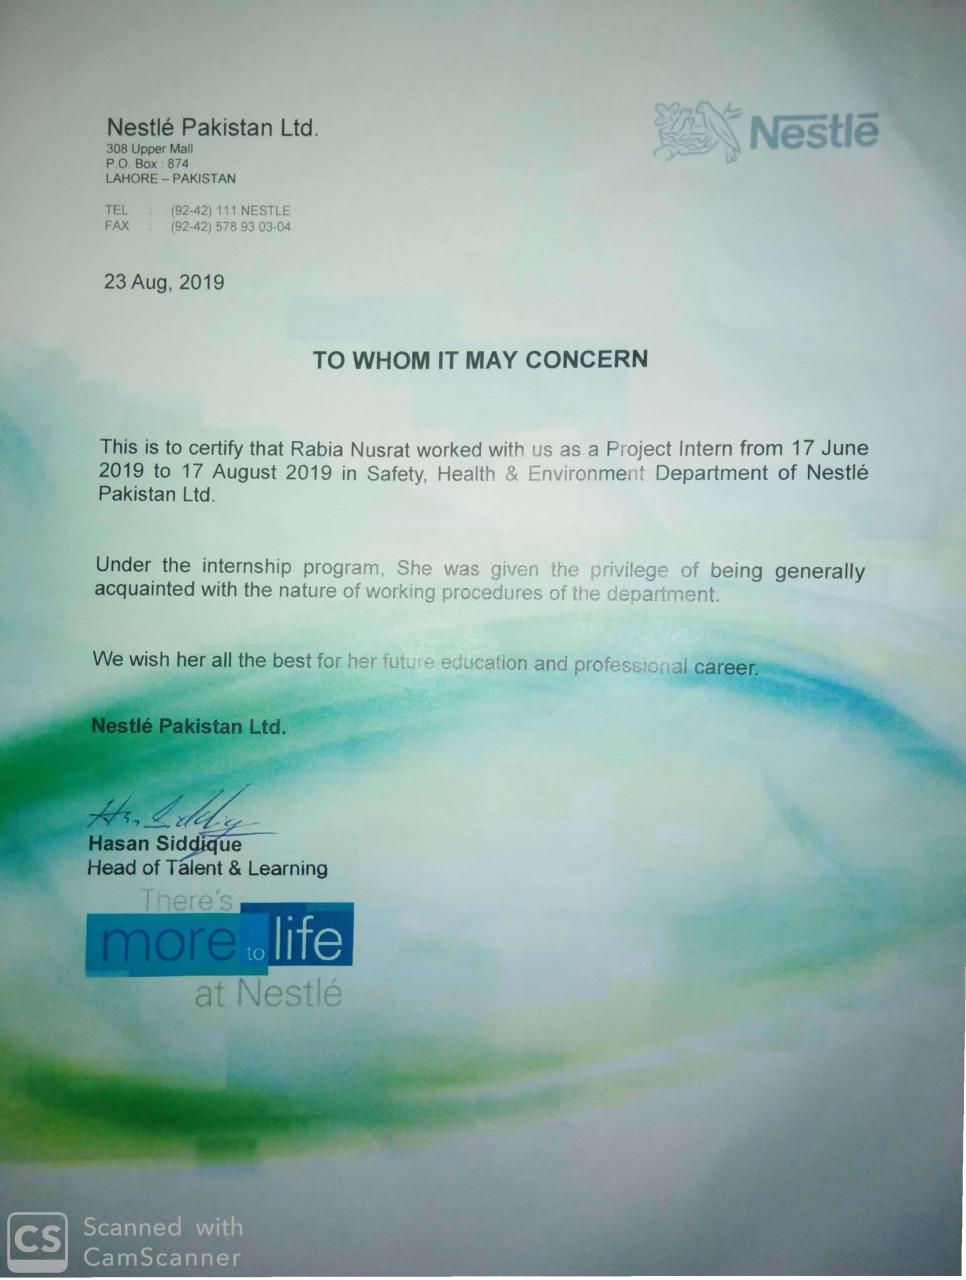 Nestlé Pakistan Ltd.
308 Upper Mall
P.O. Box : 874
LAHORE – PAKISTAN
Nestlē
TEL : (92-42) 111.NESTLE
FAX : (92-42) 578 93 03-04
23 Aug, 2019
TO WHOM IT MAY CONCERN
This is to certify that Rabia Nusrat worked with us as a Project Intern from 17 June
2019 to 17 August 2019 in Safety, Health & Environment Department of Nestlé
Pakistan Ltd.
Under the internship program, She was given the privilege of being generally
acquainted with the nature of working procedures of the department.
We wish her all the best for her future education and professional career.
Nestlé Pakistan Ltd.
Hasan Siddique
Head of Talent & Learning
There's
more to life
at Nestlé
CS Scanned with
CamScanner